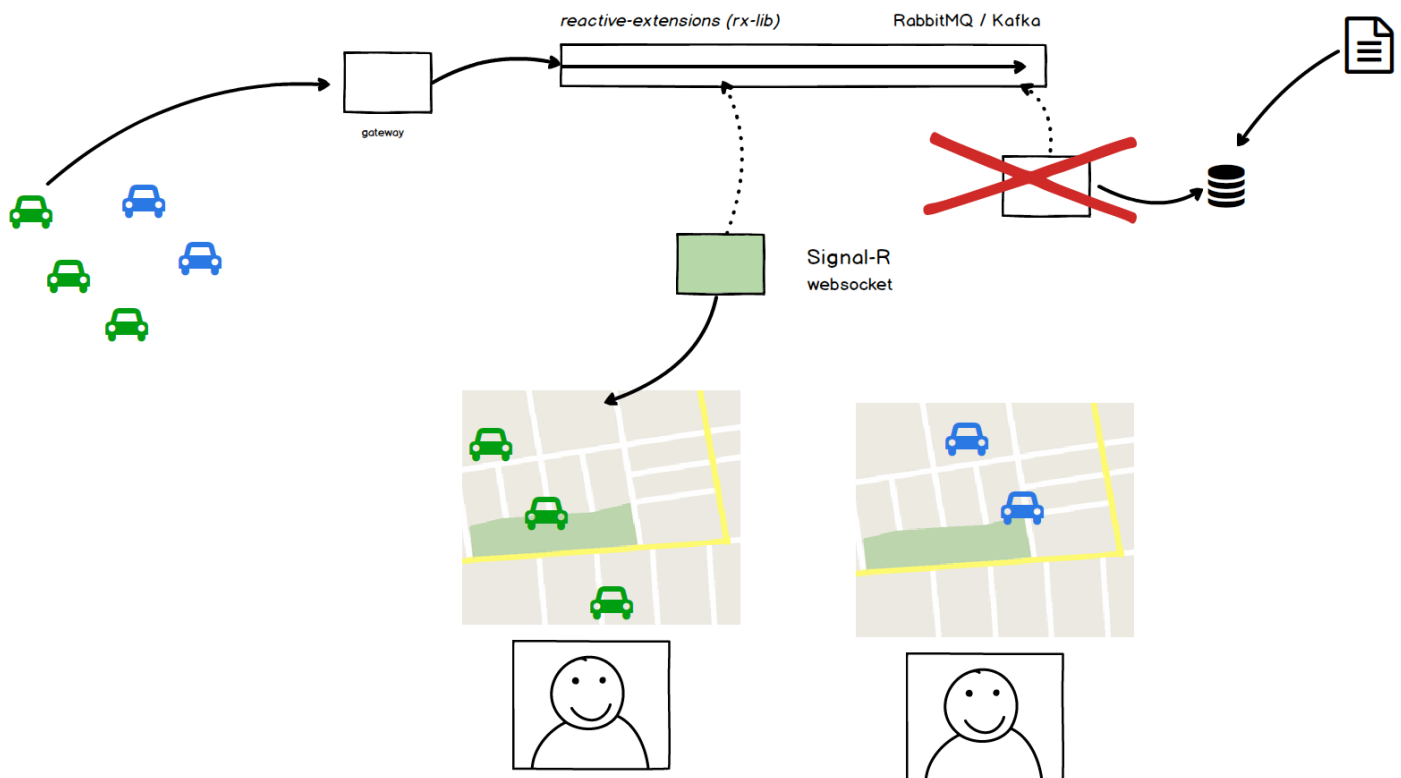 reactive-extensions (rx-lib)
RabbitMQ / Kafka
gateway
Signal-R
websocket